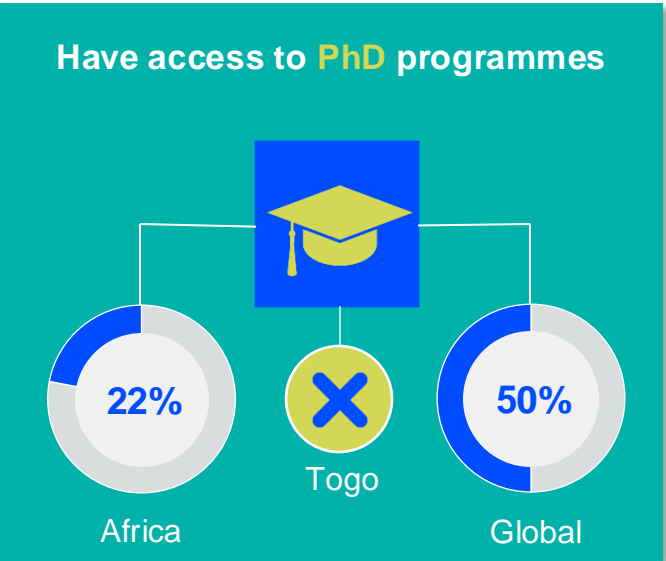 Have access to PhD programmes
22%
50%
Togo
Africa
Global